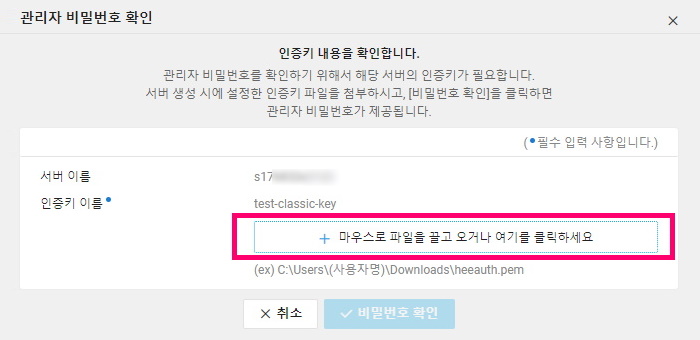 관리자 비밀번호 확인
인증키 내용을 확인합니다.
관리자 비밀번호를 확인하기 위해서 해당 서버의 인증키가 필요합니다.
서버 생성 시에 설정한 인증키 파일을 첨부하시고, [비밀번호 확인]을 클릭하면
관리자 비밀번호가 제공됩니다.
(•필수 입력 사항입니다.)
서버 이름 s17
인증키 이름• test-classic-key
+ 마우스로 파일을 끌고 오거나 여기를 클릭하세요
(ex) C:\Users\(사용자명)\Downloads\heeauth.pem
✕ 취소 ✓ 비밀번호 확인